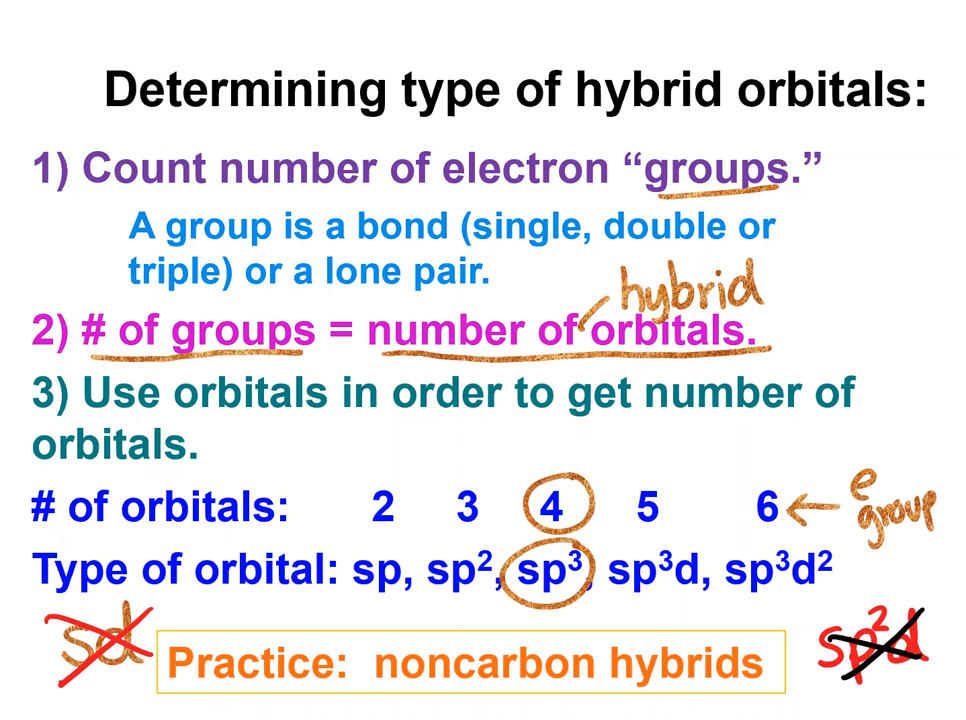 Determining type of hybrid orbitals:
1) Count number of electron “groups.”
A group is a bond (single, double or
triple) or a lone pair.
hybrid
2) # of groups = number of orbitals.
3) Use orbitals in order to get number of
orbitals.
# of orbitals: 2 3 4 5 6 ← e
group
Type of orbital: sp, sp², sp³, sp³d, sp³d²
sd
sp²d
Practice: noncarbon hybrids